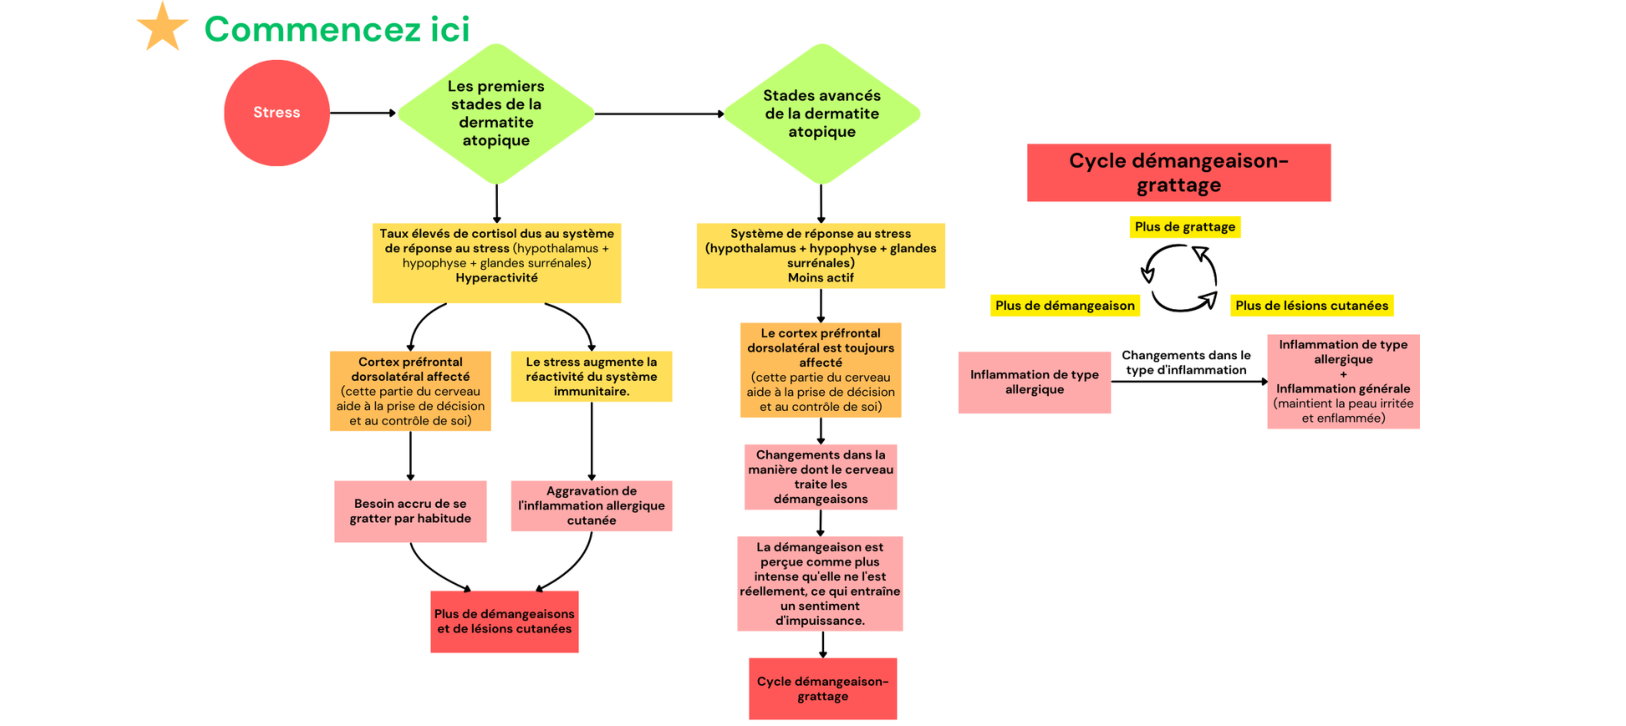 Commencez ici
Stress
Les premiers
stades de la
dermatite
atopique
Stades avancés
de la dermatite
atopique
Taux élevés de cortisol dus au système
de réponse au stress (hypothalamus +
hypophyse + glandes surrénales)
Hyperactivité
Cortex préfrontal
dorsolatéral affecté
(cette partie du cerveau
aide à la prise de décision
et au contrôle de soi)
Le stress augmente la
réactivité du système
immunitaire.
Besoin accru de se
gratter par habitude
Aggravation de
l'inflammation allergique
cutanée
Plus de démangeaisons
et de lésions cutanées
Système de réponse au stress
(hypothalamus + hypophyse + glandes
surrénales)
Moins actif
Le cortex préfrontal
dorsolatéral est toujours
affecté
(cette partie du cerveau
aide à la prise de décision
et au contrôle de soi)
Changements dans la
manière dont le cerveau
traite les
démangeaisons
La démangeaison est
perçue comme plus
intense qu'elle ne l'est
réellement, ce qui entraîne
un sentiment
d'impuissance.
Cycle démangeaison-
grattage
Cycle démangeaison-
grattage
Plus de grattage
Plus de démangeaison
Plus de lésions cutanées
Inflammation de type
allergique
Changements dans le
type d'inflammation
Inflammation de type
allergique
+
Inflammation générale
(maintient la peau irritée
et enflammée)